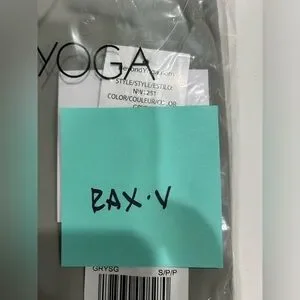 YOGA
STYLE/STYLE/ESTILO:
COLOR/COULEUR/COLOR
RAX·V
GRYSG S/P/P